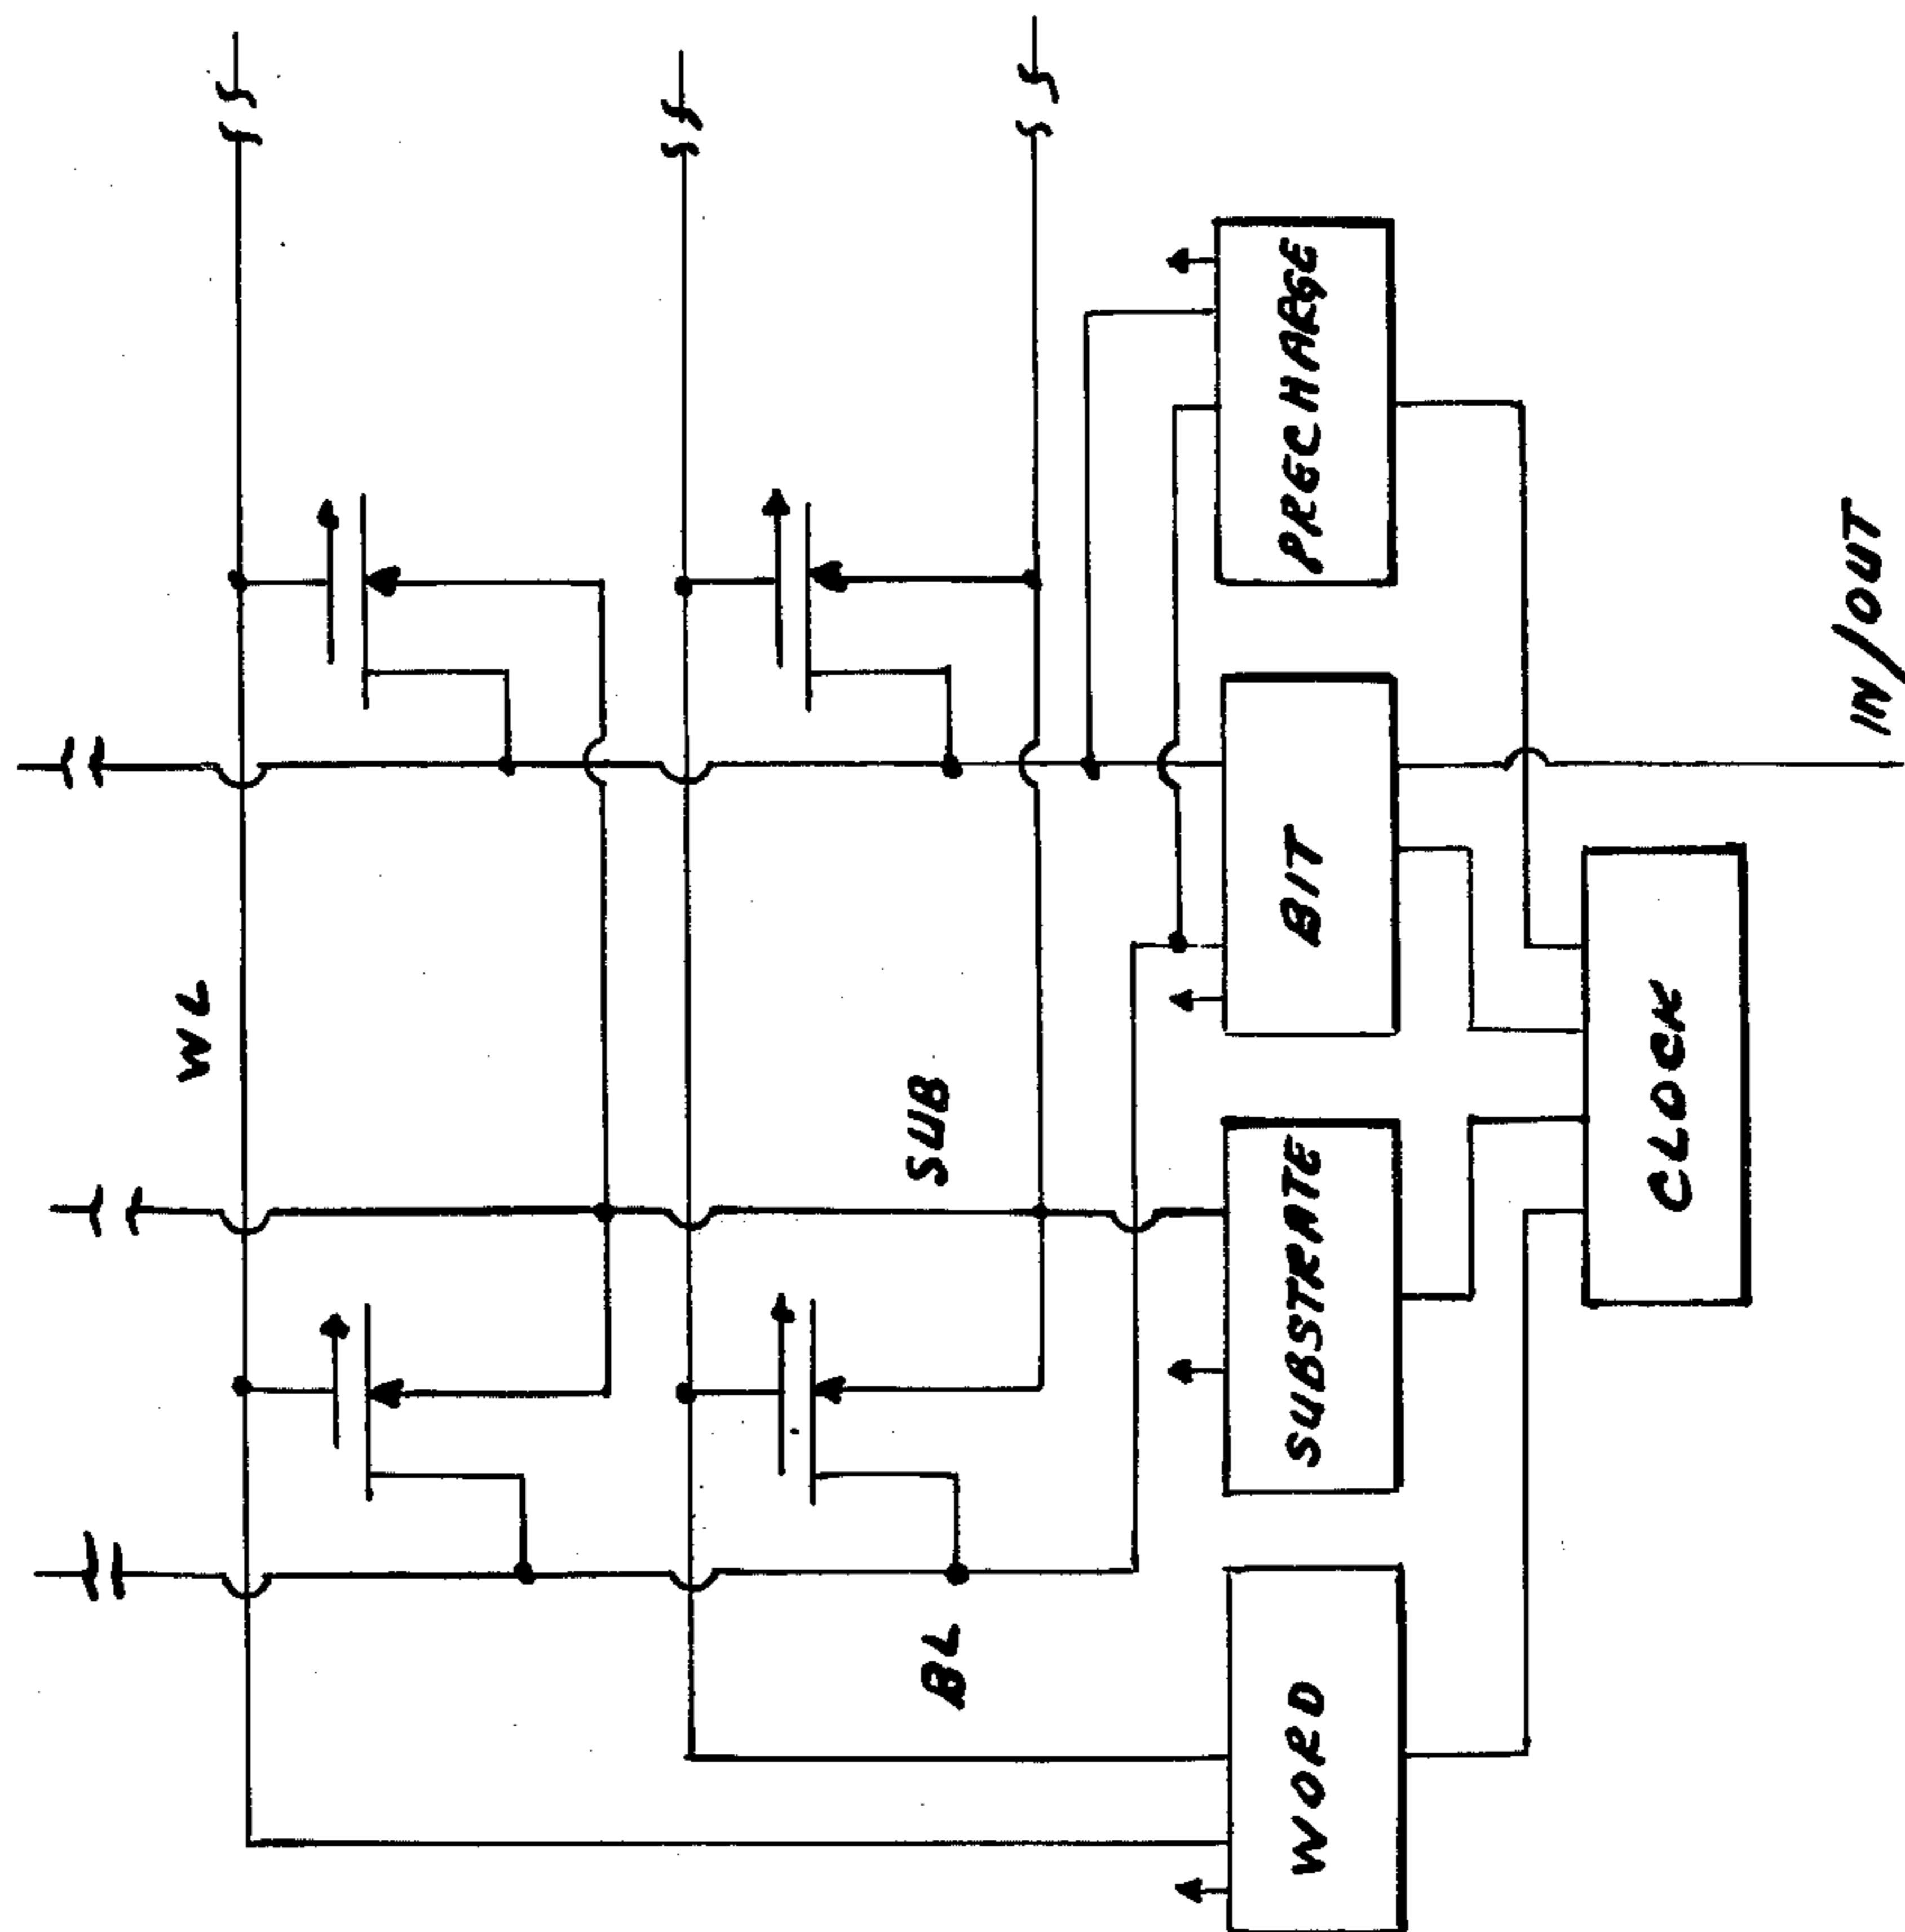 WL
SUB
BL
WORD
SUBSTRATE
BIT
PRECHARGE
CLOCK
IN/OUT